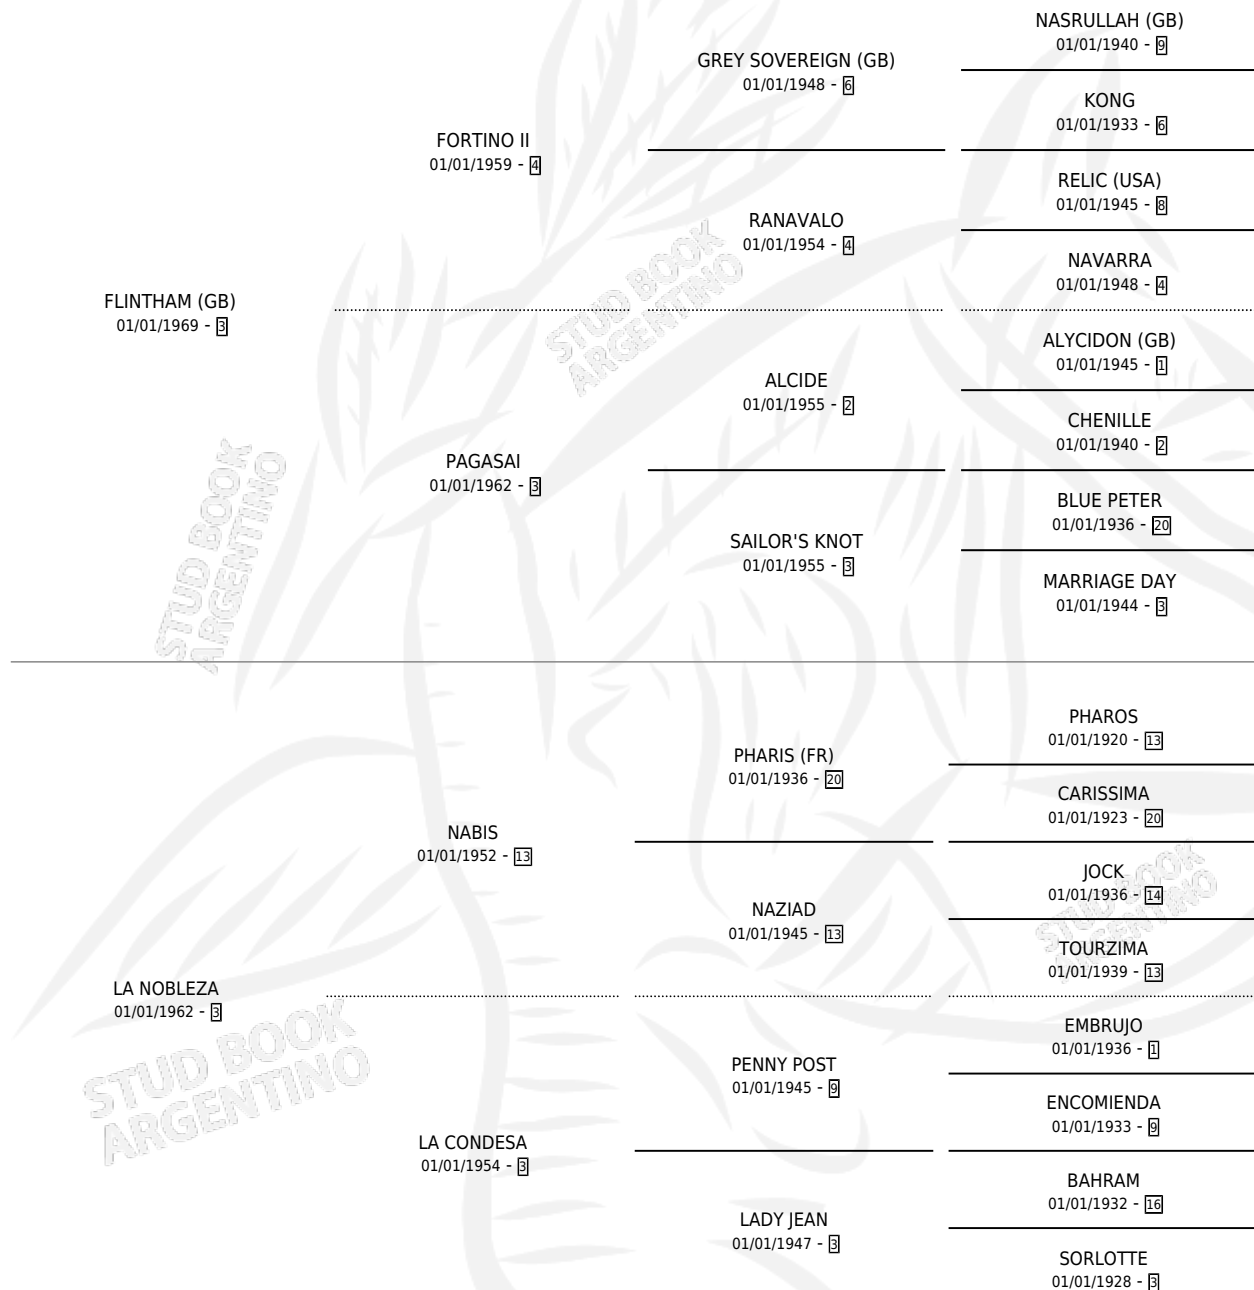 NASRULLAH (GB)
01/01/1940 - 9
GREY SOVEREIGN (GB)
01/01/1948 - 6
KONG
01/01/1933 - 6
FORTINO II
01/01/1959 - 4
RELIC (USA)
01/01/1945 - 8
RANAVALO
01/01/1954 - 4
NAVARRA
01/01/1948 - 4
FLINTHAM (GB)
01/01/1969 - 3
ALYCIDON (GB)
01/01/1945 - 1
ALCIDE
01/01/1955 - 2
CHENILLE
01/01/1940 - 2
PAGASAI
01/01/1962 - 3
BLUE PETER
01/01/1936 - 20
SAILOR'S KNOT
01/01/1955 - 3
MARRIAGE DAY
01/01/1944 - 3
PHAROS
01/01/1920 - 13
PHARIS (FR)
01/01/1936 - 20
CARISSIMA
01/01/1923 - 20
NABIS
01/01/1952 - 13
JOCK
01/01/1936 - 14
NAZIAD
01/01/1945 - 13
TOURZIMA
01/01/1939 - 13
LA NOBLEZA
01/01/1962 - 3
EMBRUJO
01/01/1936 - 1
PENNY POST
01/01/1945 - 9
ENCOMIENDA
01/01/1933 - 9
LA CONDESA
01/01/1954 - 3
BAHRAM
01/01/1932 - 16
LADY JEAN
01/01/1947 - 3
SORLOTTE
01/01/1928 - 3
STUD BOOK
ARGENTINO
STUD BOOK
ARGENTINO
STUD BOOK
ARGENTINO
STUD BOOK
ARGENTINO